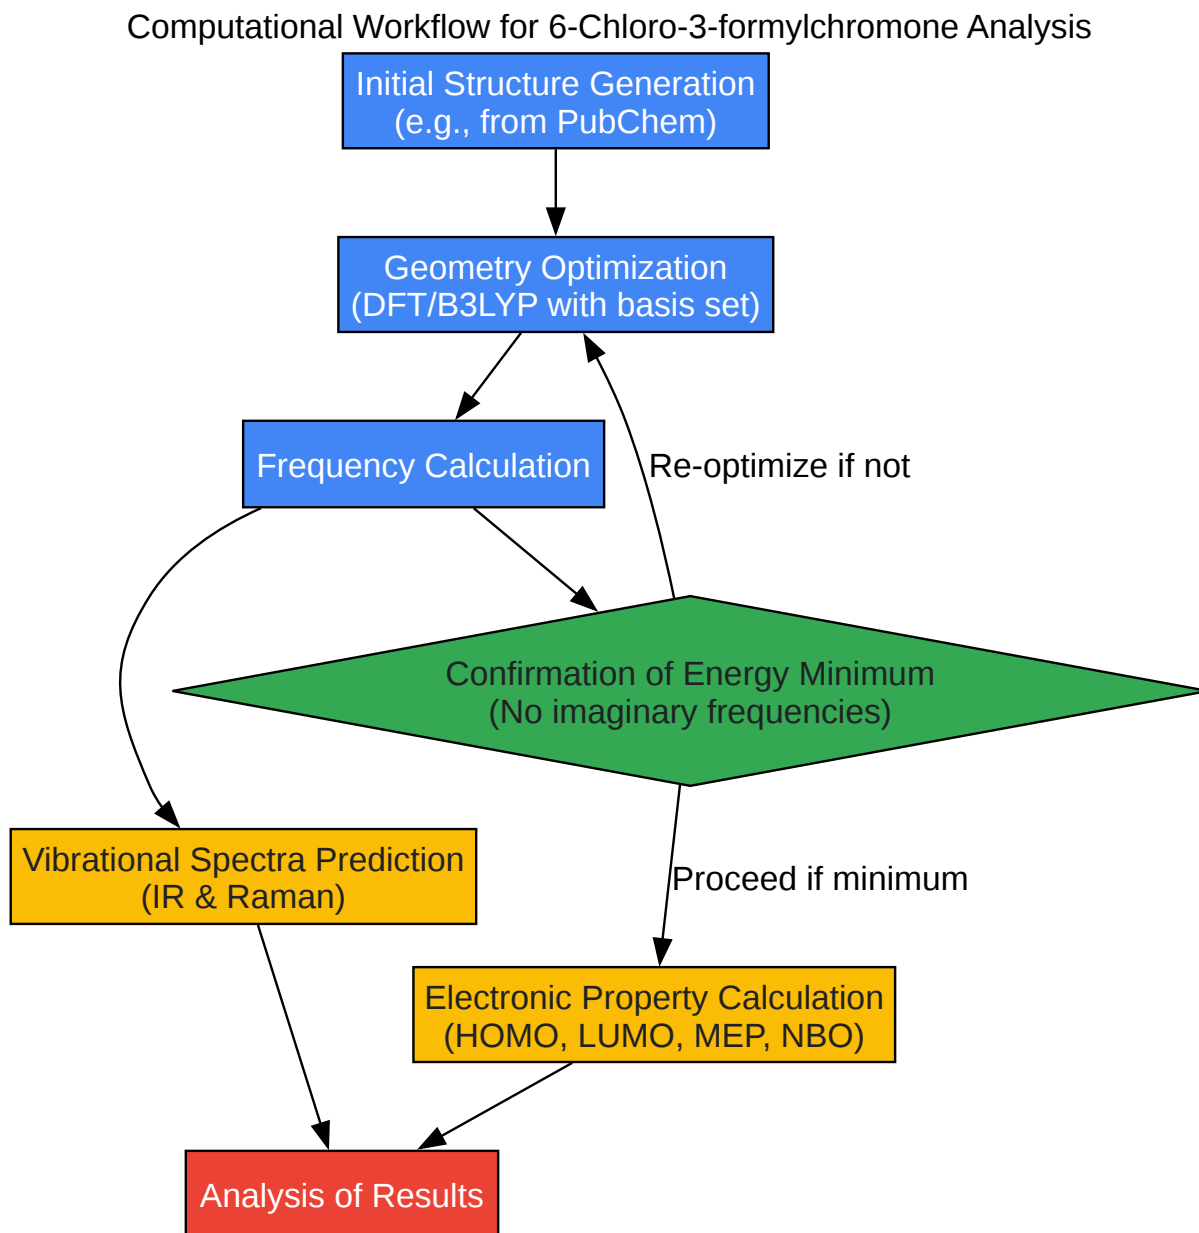 Computational Workflow for 6-Chloro-3-formylchromone Analysis
Initial Structure Generation
(e.g., from PubChem)
Geometry Optimization
(DFT/B3LYP with basis set)
Frequency Calculation
Re-optimize if not
Confirmation of Energy Minimum
(No imaginary frequencies)
Vibrational Spectra Prediction
(IR & Raman)
Proceed if minimum
Electronic Property Calculation
(HOMO, LUMO, MEP, NBO)
Analysis of Results